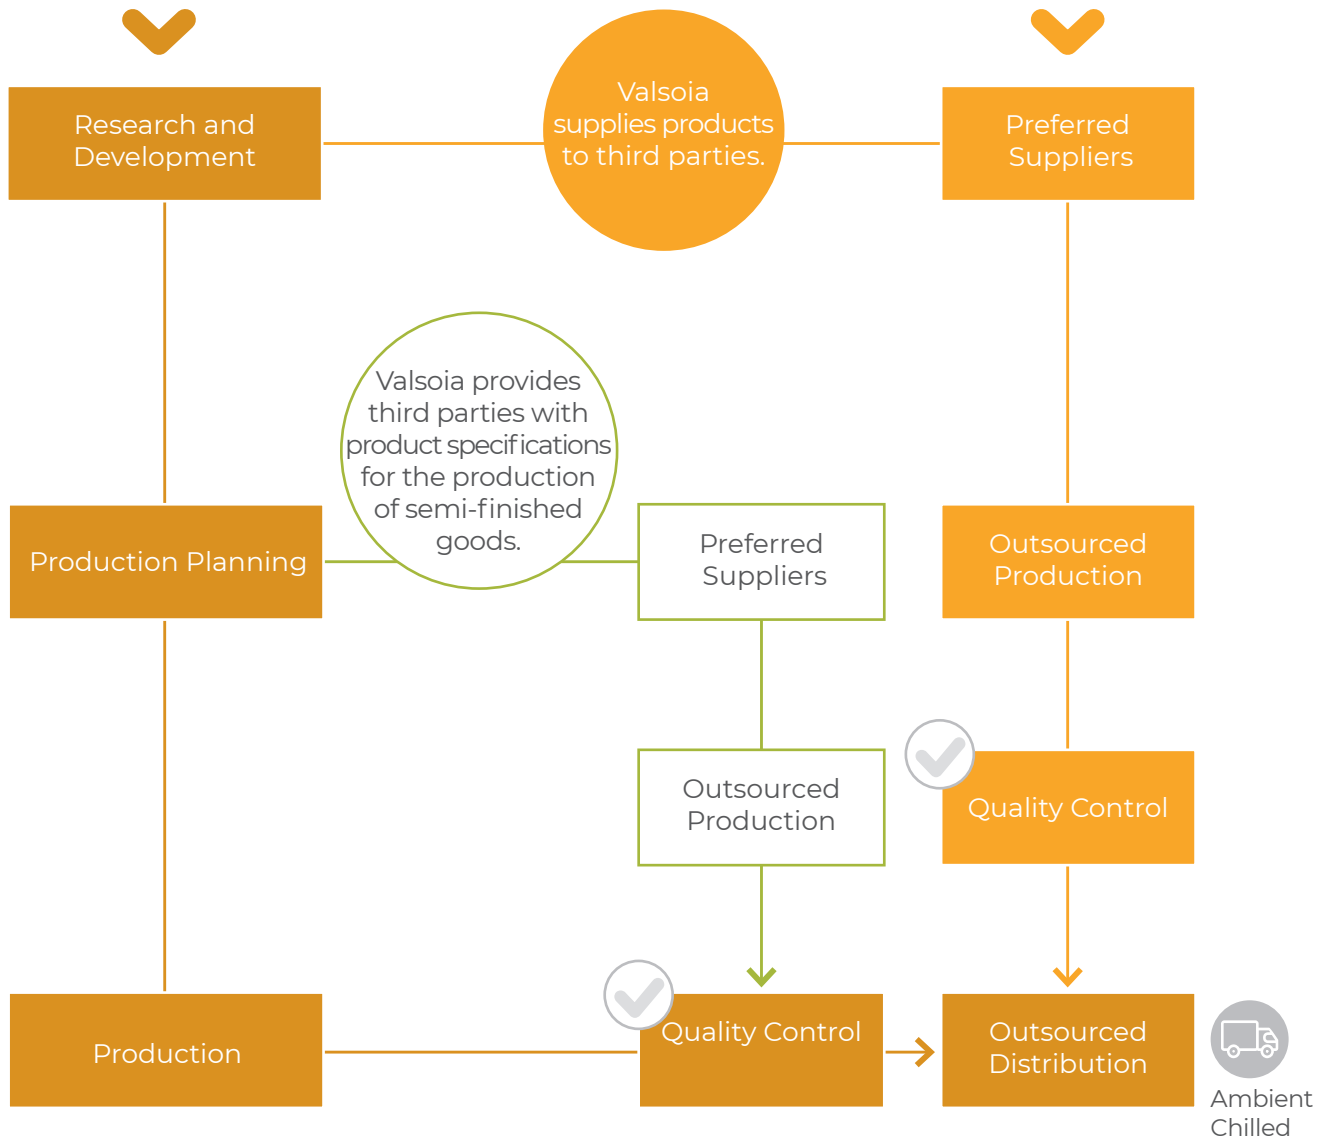 Research and
Development
Valsoia
supplies products
to third parties.
Preferred
Suppliers
Valsoia provides
third parties with
product specifications
for the production
of semi-finished
goods.
Production Planning
Preferred
Suppliers
Outsourced
Production
Outsourced
Production
Quality Control
Production
Quality Control
Outsourced
Distribution
Ambient
Chilled